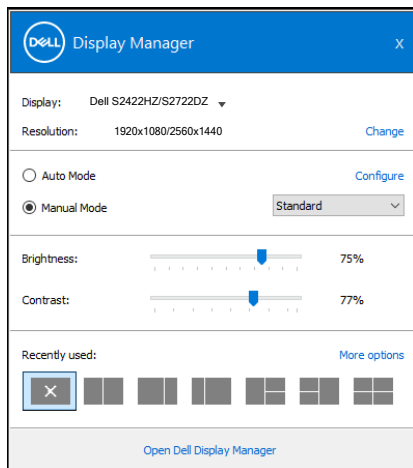 DELL Display Manager X
Display: Dell S2422HZ/S2722DZ
Resolution: 1920x1080/2560x1440 Change
Auto Mode Configure
Manual Mode Standard
Brightness: 75%
Contrast: 77%
Recently used: More options
Open Dell Display Manager